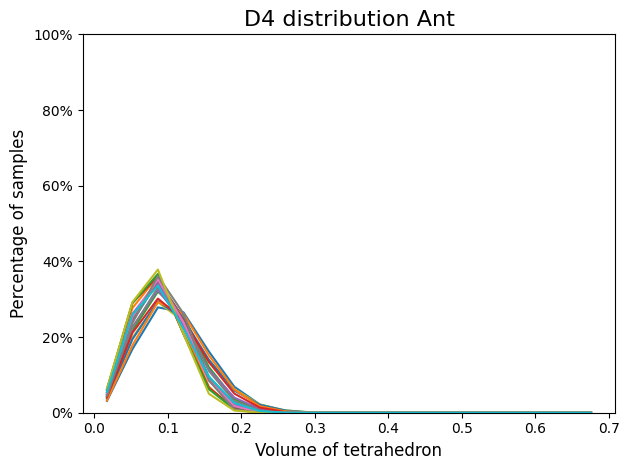 D4 distribution Ant
100%
80%
60%
40%
20%
0%
Percentage of samples
0.0 0.1 0.2 0.3 0.4 0.5 0.6 0.7
Volume of tetrahedron